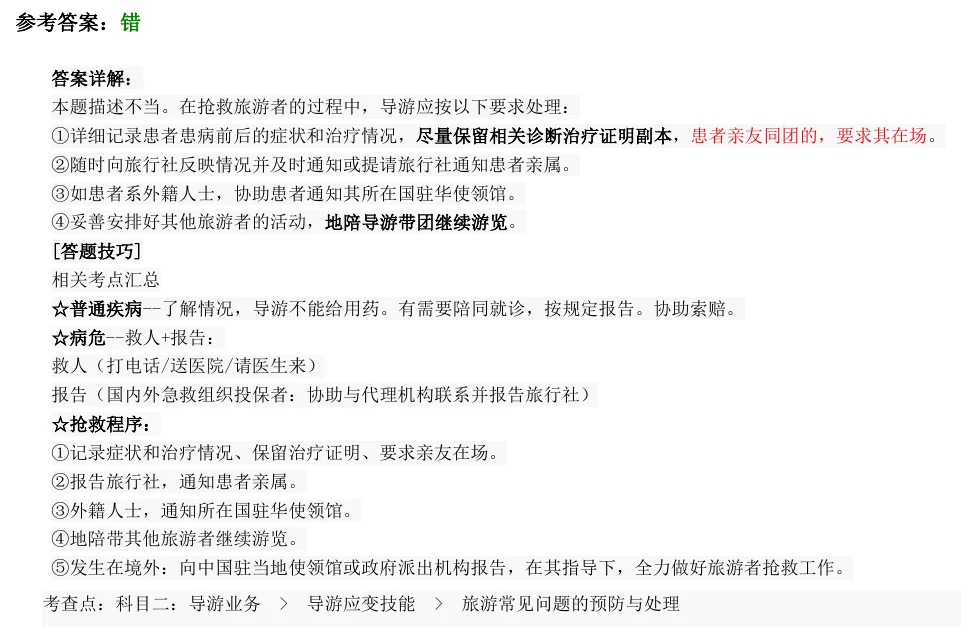 参考答案：错
答案详解：
本题描述不当。在抢救旅游者的过程中，导游应按以下要求处理：
①详细记录患者患病前后的症状和治疗情况，尽量保留相关诊断治疗证明副本，患者亲友同团的，要求其在场。
②随时向旅行社反映情况并及时通知或提请旅行社通知患者亲属。
③如患者系外籍人士，协助患者通知其所在国驻华使领馆。
④妥善安排好其他旅游者的活动，地陪导游带团继续游览。
[答题技巧]
相关考点汇总
☆普通疾病--了解情况，导游不能给用药。有需要陪同就诊，按规定报告。协助索赔。
☆病危--救人+报告：
救人（打电话/送医院/请医生来）
报告（国内外急救组织投保者：协助与代理机构联系并报告旅行社）
☆抢救程序：
①记录症状和治疗情况、保留治疗证明、要求亲友在场。
②报告旅行社，通知患者亲属。
③外籍人士，通知所在国驻华使领馆。
④地陪带其他旅游者继续游览。
⑤发生在境外：向中国驻当地使领馆或政府派出机构报告，在其指导下，全力做好旅游者抢救工作。
考查点：科目二：导游业务 > 导游应变技能 > 旅游常见问题的预防与处理